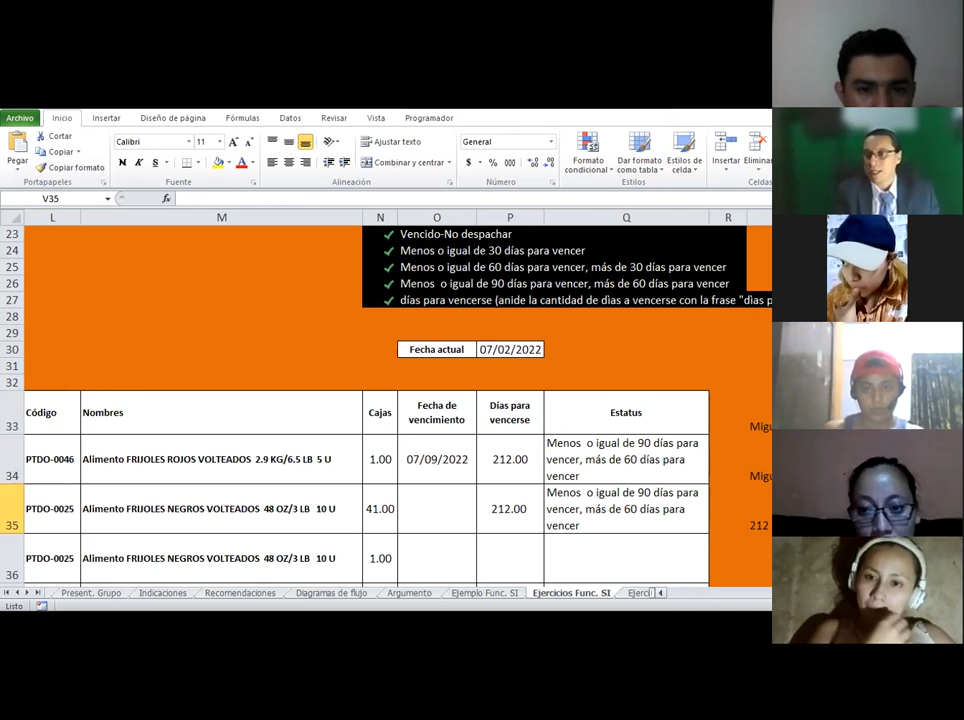 Archivo Inicio Insertar Diseño de página Fórmulas Datos Revisar Vista Programador
Cortar
Copiar
Copiar formato
Pegar
Portapapeles
Calibri 11
N K S
Fuente
Ajustar texto
Combinar y centrar
Alineación
General
$ % 000
Número
Formato condicional
Dar formato como tabla
Estilos de celda
Estilos
Insertar
Eliminar
Celdas
V35
fx
L M N O P Q R
23 Vencido-No despachar
24 Menos o igual de 30 días para vencer
25 Menos o igual de 60 días para vencer, más de 30 días para vencer
26 Menos o igual de 90 días para vencer, más de 60 días para vencer
27 días para vencerse (anide la cantidad de días a vencerse con la frase "días p
28
29
30 Fecha actual 07/02/2022
31
32
33 Código Nombres Cajas Fecha de vencimiento Días para vencerse Estatus Migu
34 PTDO-0046 Alimento FRIJOLES ROJOS VOLTEADOS 2.9 KG/6.5 LB 5 U 1.00 07/09/2022 212.00 Menos o igual de 90 días para vencer, más de 60 días para vencer Migu
35 PTDO-0025 Alimento FRIJOLES NEGROS VOLTEADOS 48 OZ/3 LB 10 U 41.00 212.00 Menos o igual de 90 días para vencer, más de 60 días para vencer 212
36 PTDO-0025 Alimento FRIJOLES NEGROS VOLTEADOS 48 OZ/3 LB 10 U 1.00
Present. Grupo Indicaciones Recomendaciones Diagramas de flujo Argumento Ejemplo Func. SI Ejercicios Func. SI Ejerci
Listo